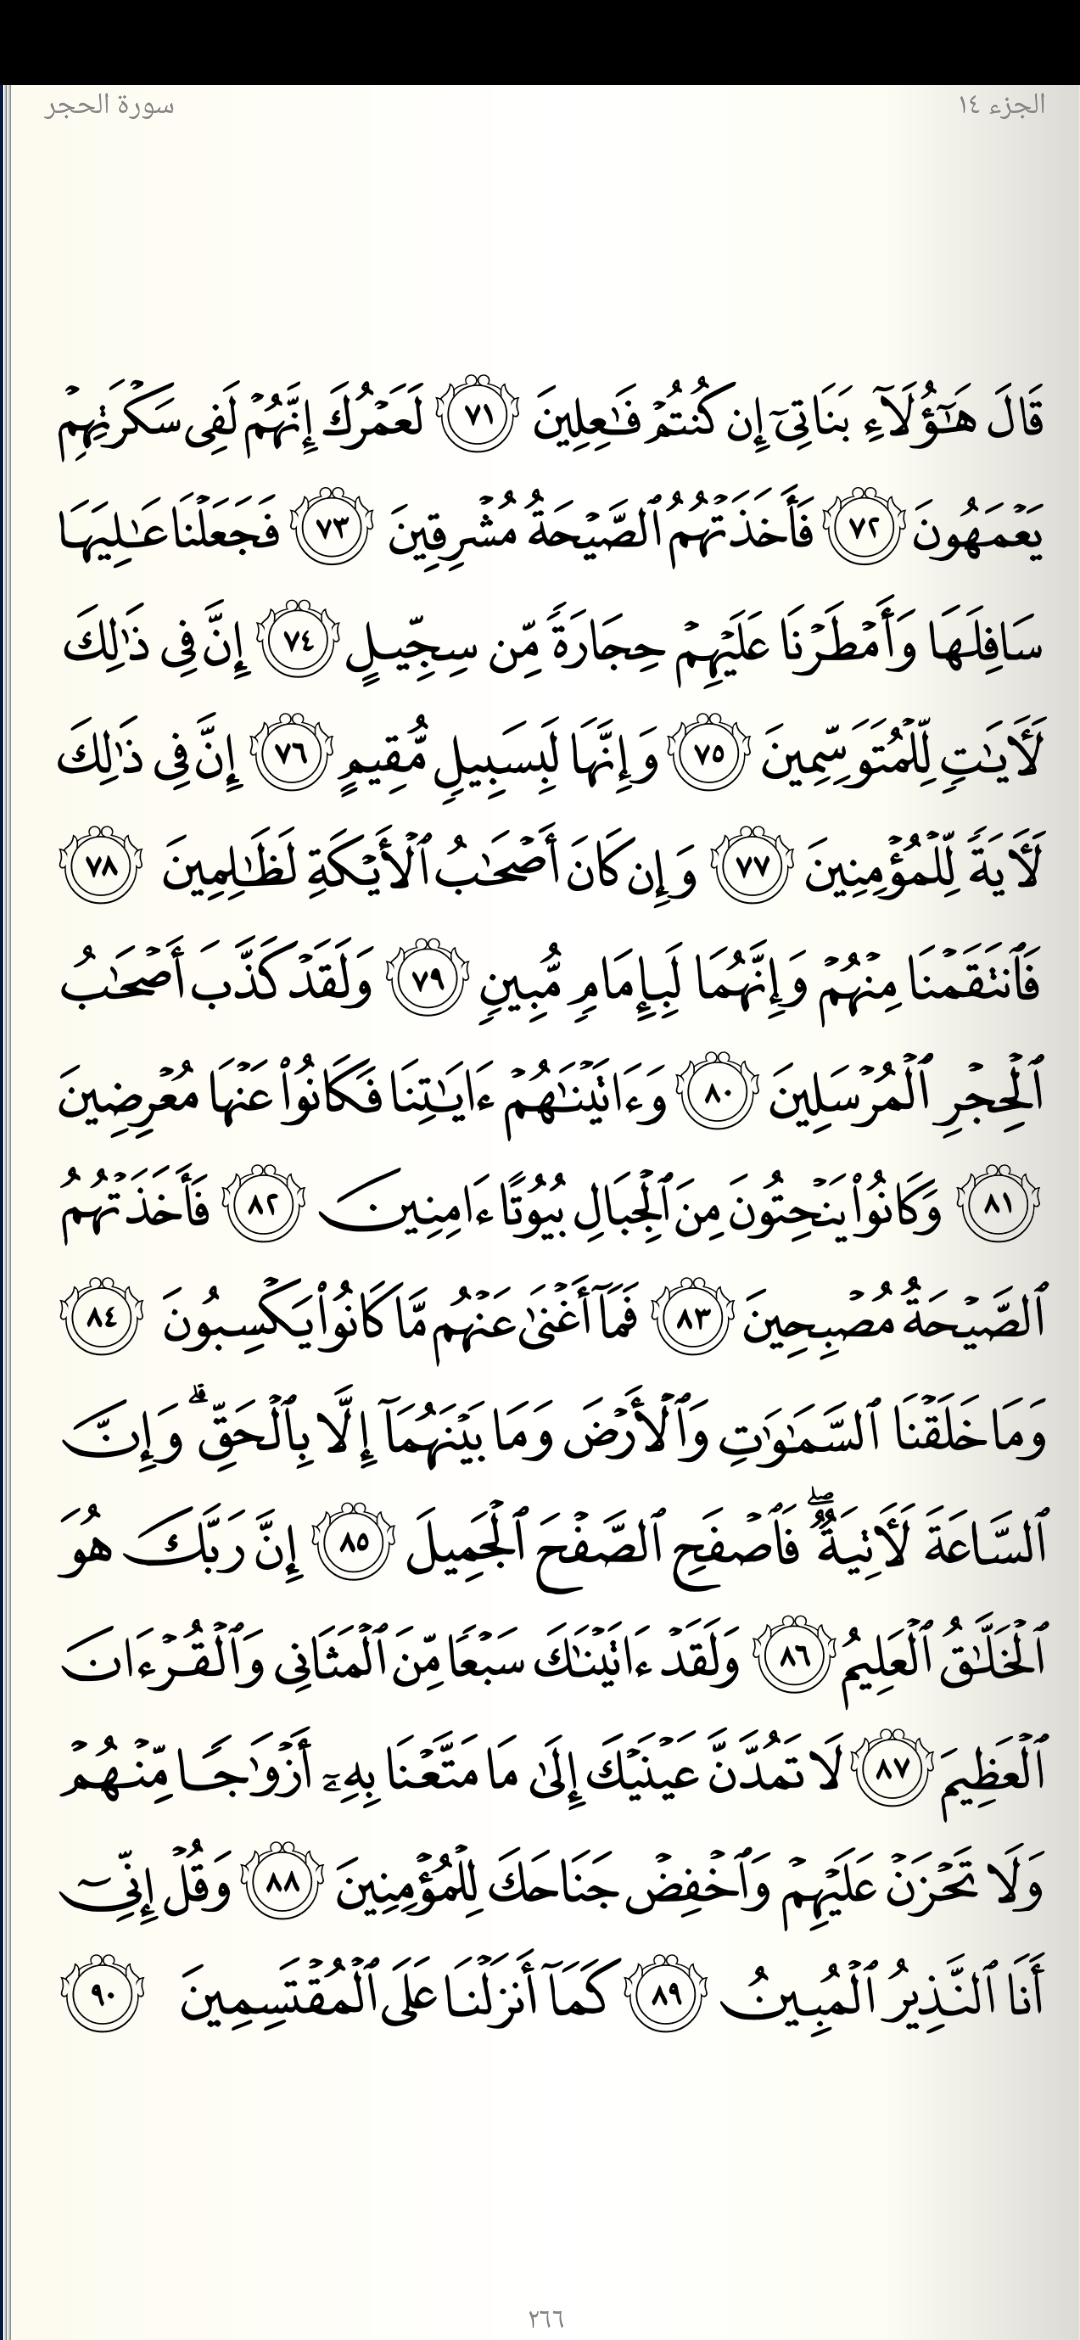 الجزء ١٤
سورة الحجر
قَالَ هَـٰٓؤُلَآءِ بَنَاتِىٓ إِن كُنتُمْ فَـٰعِلِينَ ٧١ لَعَمْرُكَ إِنَّهُمْ لَفِى سَكْرَتِهِمْ
يَعْمَهُونَ ٧٢ فَأَخَذَتْهُمُ ٱلصَّيْحَةُ مُشْرِقِينَ ٧٣ فَجَعَلْنَا عَـٰلِيَهَا
سَافِلَهَا وَأَمْطَرْنَا عَلَيْهِمْ حِجَارَةً مِّن سِجِّيلٍ ٧٤ إِنَّ فِى ذَٰلِكَ
لَـَٔايَـٰتٍ لِّلْمُتَوَسِّمِينَ ٧٥ وَإِنَّهَا لَبِسَبِيلٍ مُّقِيمٍ ٧٦ إِنَّ فِى ذَٰلِكَ
لَـَٔايَةً لِّلْمُؤْمِنِينَ ٧٧ وَإِن كَانَ أَصْحَـٰبُ ٱلْأَيْكَةِ لَظَـٰلِمِينَ ٧٨
فَٱنتَقَمْنَا مِنْهُمْ وَإِنَّهُمَا لَبِإِمَامٍ مُّبِينٍ ٧٩ وَلَقَدْ كَذَّبَ أَصْحَـٰبُ
ٱلْحِجْرِ ٱلْمُرْسَلِينَ ٨٠ وَءَاتَيْنَـٰهُمْ ءَايَـٰتِنَا فَكَانُوا۟ عَنْهَا مُعْرِضِينَ
٨١ وَكَانُوا۟ يَنْحِتُونَ مِنَ ٱلْجِبَالِ بُيُوتًا ءَامِنِينَ ٨٢ فَأَخَذَتْهُمُ
ٱلصَّيْحَةُ مُصْبِحِينَ ٨٣ فَمَآ أَغْنَىٰ عَنْهُم مَّا كَانُوا۟ يَكْسِبُونَ ٨٤
وَمَا خَلَقْنَا ٱلسَّمَـٰوَٰتِ وَٱلْأَرْضَ وَمَا بَيْنَهُمَآ إِلَّا بِٱلْحَقِّ ۗ وَإِنَّ
ٱلسَّاعَةَ لَـَٔاتِيَةٌ ۖ فَٱصْفَحِ ٱلصَّفْحَ ٱلْجَمِيلَ ٨٥ إِنَّ رَبَّكَ هُوَ
ٱلْخَلَّـٰقُ ٱلْعَلِيمُ ٨٦ وَلَقَدْ ءَاتَيْنَـٰكَ سَبْعًا مِّنَ ٱلْمَثَانِى وَٱلْقُرْءَانَ
ٱلْعَظِيمَ ٨٧ لَا تَمُدَّنَّ عَيْنَيْكَ إِلَىٰ مَا مَتَّعْنَا بِهِۦٓ أَزْوَٰجًا مِّنْهُمْ
وَلَا تَحْزَنْ عَلَيْهِمْ وَٱخْفِضْ جَنَاحَكَ لِلْمُؤْمِنِينَ ٨٨ وَقُلْ إِنِّىٓ
أَنَا ٱلنَّذِيرُ ٱلْمُبِينُ ٨٩ كَمَآ أَنزَلْنَا عَلَى ٱلْمُقْتَسِمِينَ ٩٠
٢٦٦